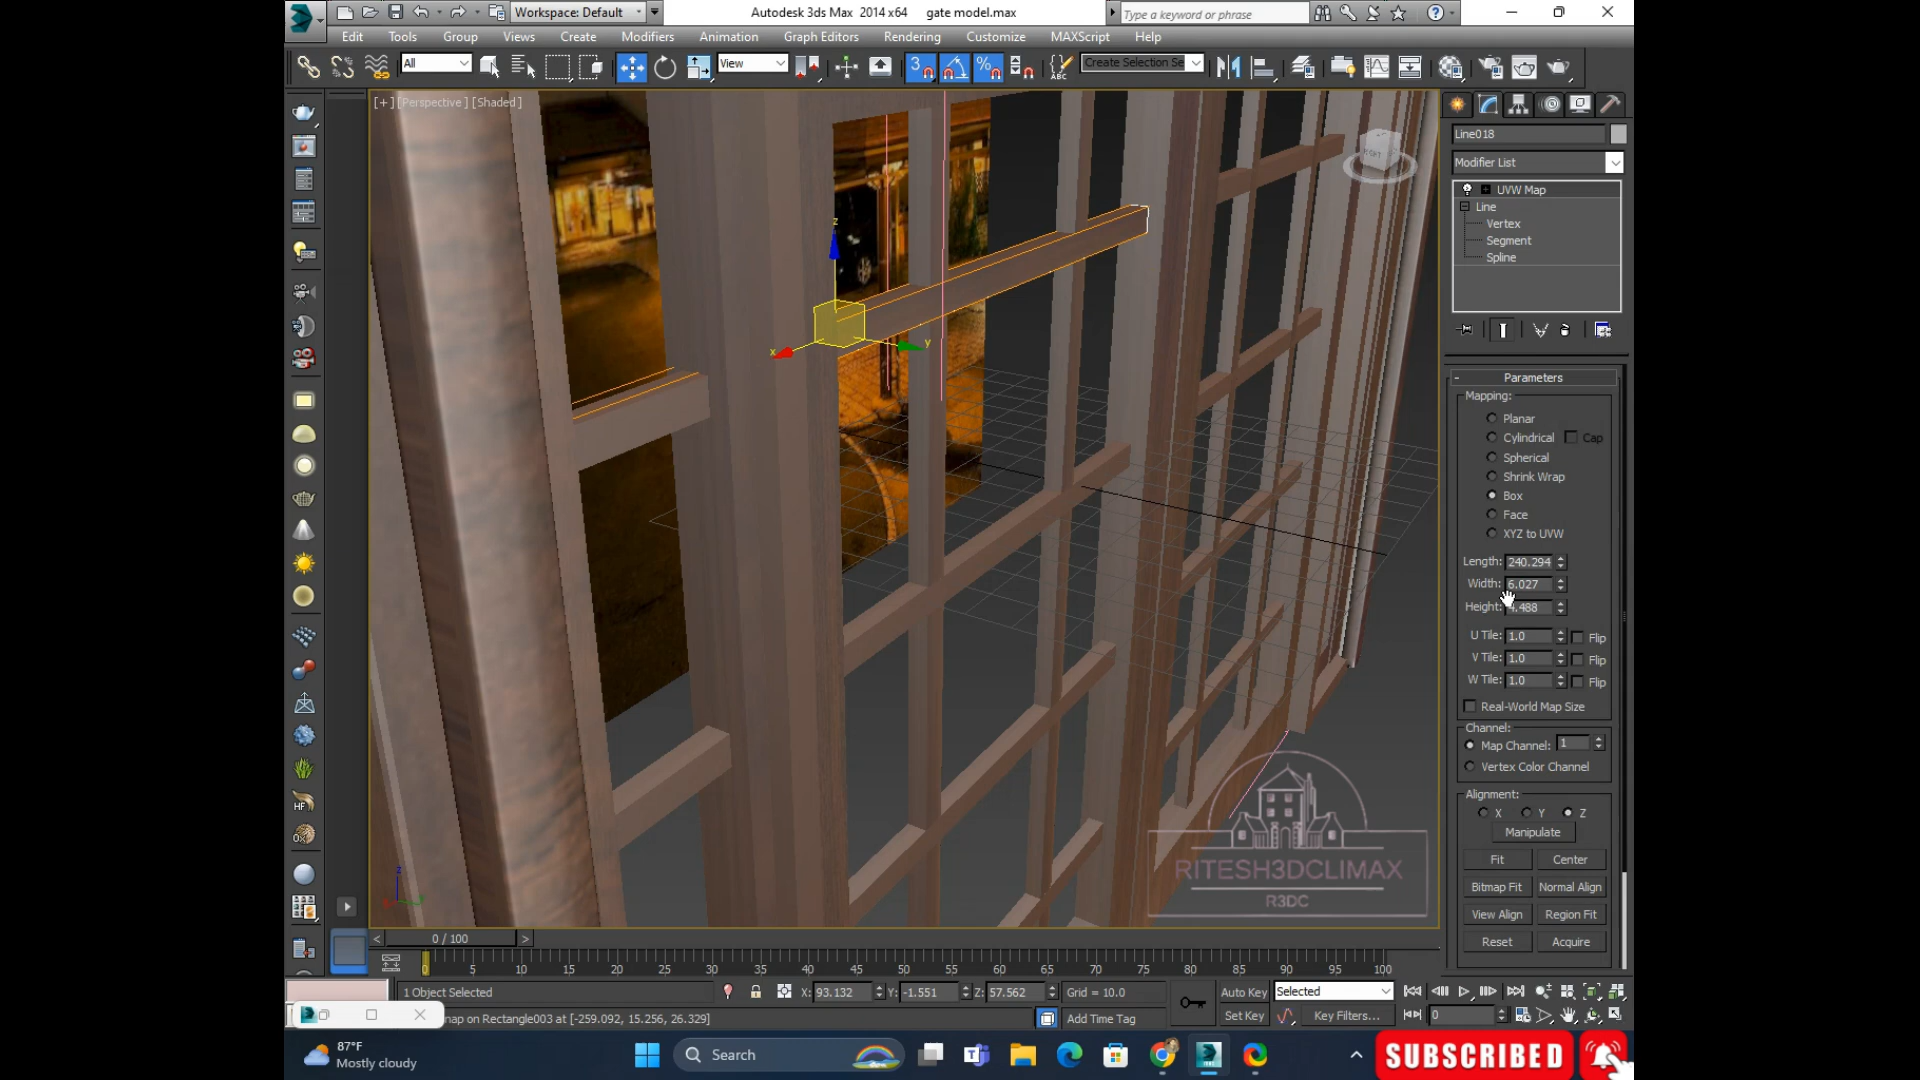 Workspace: Default
Autodesk 3ds Max 2014 x64 gate model.max
Type a keyword or phrase
Edit Tools Group Views Create Modifiers Animation Graph Editors Rendering Customize MAXScript Help
All
View
3
%
ABC
Create Selection Se
[+] [Perspective] [Shaded]
Line018
Modifier List
UVW Map
Line
Vertex
Segment
Spline
z
x
y
Parameters
Mapping:
Planar
Cylindrical Cap
Spherical
Shrink Wrap
Box
Face
XYZ to UVW
Length: 240.294
Width: 6.027
Height: 4.488
U Tile: 1.0 Flip
V Tile: 1.0 Flip
W Tile: 1.0 Flip
Real-World Map Size
Channel:
Map Channel: 1
Vertex Color Channel
Alignment:
X Y Z
Manipulate
Fit Center
Bitmap Fit Normal Align
View Align Region Fit
Reset Acquire
HF
RITESH3DCLIMAX
R3DC
z
< 0 / 100 >
0 5 10 15 20 25 30 35 40 45 50 55 60 65 70 75 80 85 90 95 100
1 Object Selected
X: 93.132 Y: -1.551 Z: 57.562 Grid = 10.0
Auto Key Selected
nap on Rectangle003 at [-259.092, 15.256, 26.329]
Add Time Tag
Set Key Key Filters... 0
87°F
Mostly cloudy
Search
SUBSCRIBED